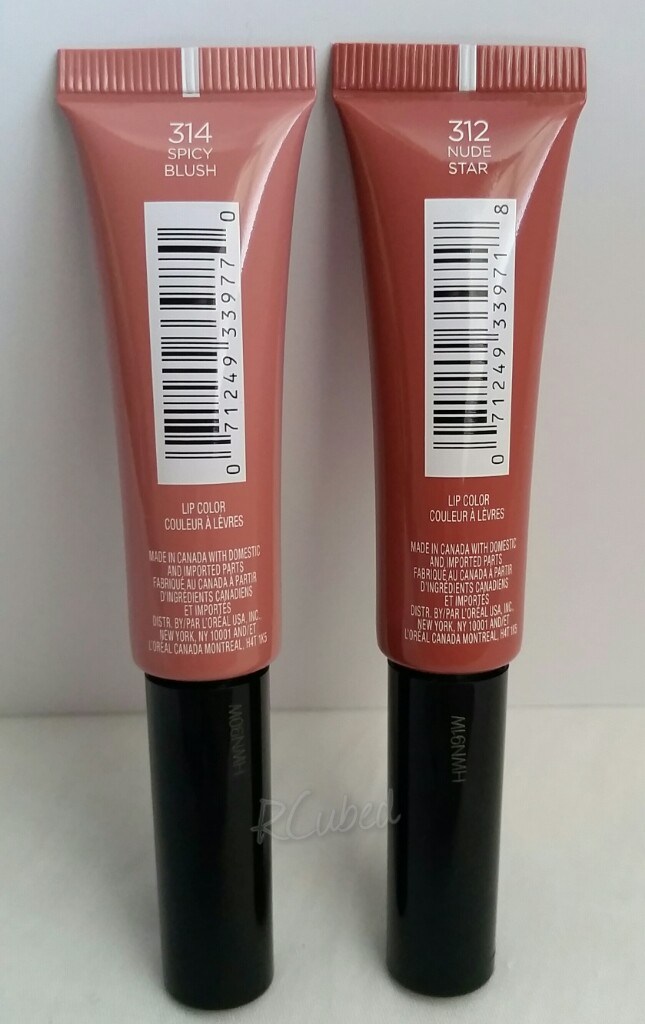 314
SPICY
BLUSH
0 71249 33977 0
LIP COLOR
COULEUR À LÈVRES
MADE IN CANADA WITH DOMESTIC
AND IMPORTED PARTS
FABRIQUÉ AU CANADA À PARTIR
D'INGRÉDIENTS CANADIENS
ET IMPORTÉS
DISTR. BY/PAR L'ORÉAL USA, INC.,
NEW YORK, NY 10001 AND/ET
L'ORÉAL CANADA MONTREAL, H4T 1K5
312
NUDE
STAR
0 71249 33971 8
LIP COLOR
COULEUR À LÈVRES
MADE IN CANADA WITH DOMESTIC
AND IMPORTED PARTS
FABRIQUÉ AU CANADA À PARTIR
D'INGRÉDIENTS CANADIENS
ET IMPORTÉS
DISTR. BY/PAR L'ORÉAL USA, INC.,
NEW YORK, NY 10001 AND/ET
L'ORÉAL CANADA MONTREAL, H4T 1K5
RCubed